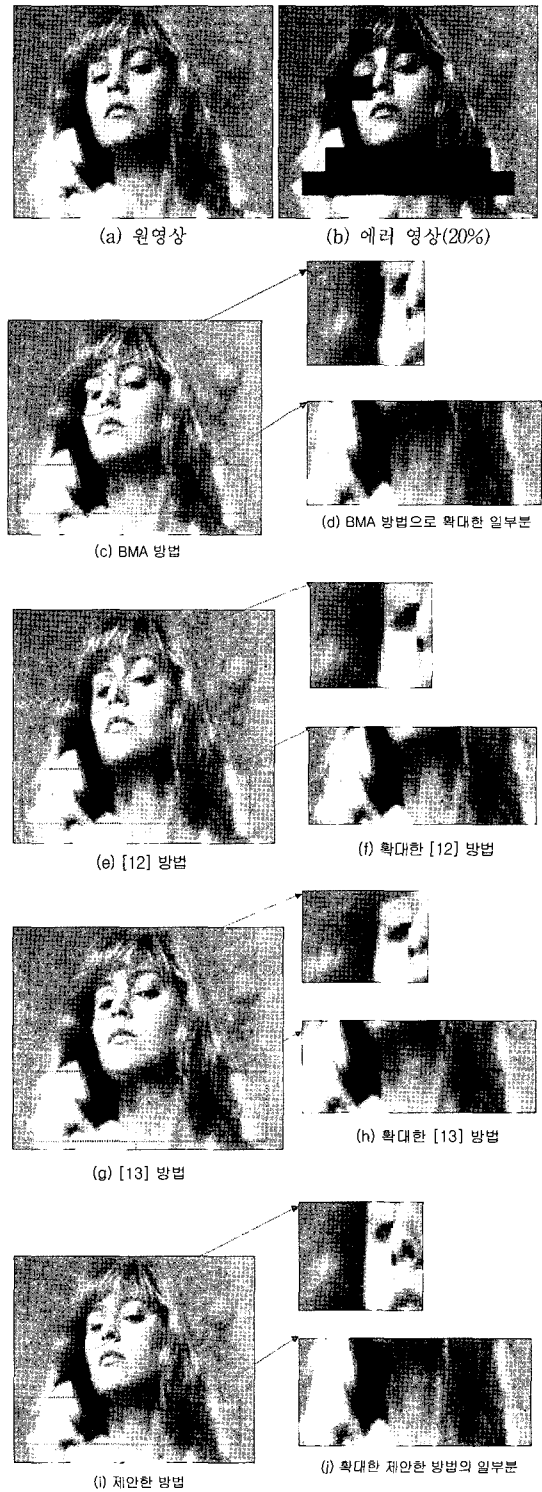 (a) 원영상
(b) 에러 영상(20%)
(c) BMA 방법
(d) BMA 방법으로 확대한 일부분
(e) [12] 방법
(f) 확대한 [12] 방법
(g) [13] 방법
(h) 확대한 [13] 방법
(i) 제안한 방법
(j) 확대한 제안한 방법의 일부분